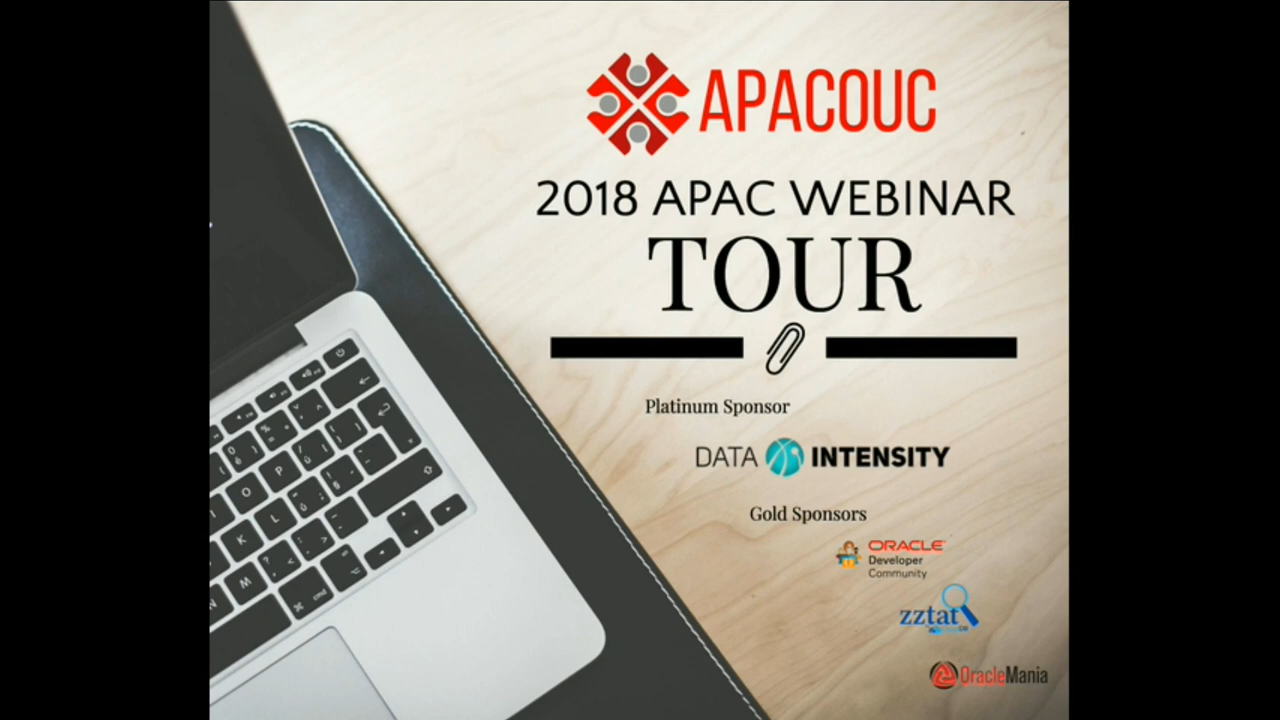 APACOUC
2018 APAC WEBINAR
TOUR
Platinum Sponsor
DATA INTENSITY
Gold Sponsors
ORACLE
Developer
Community
zztat
OracleMania